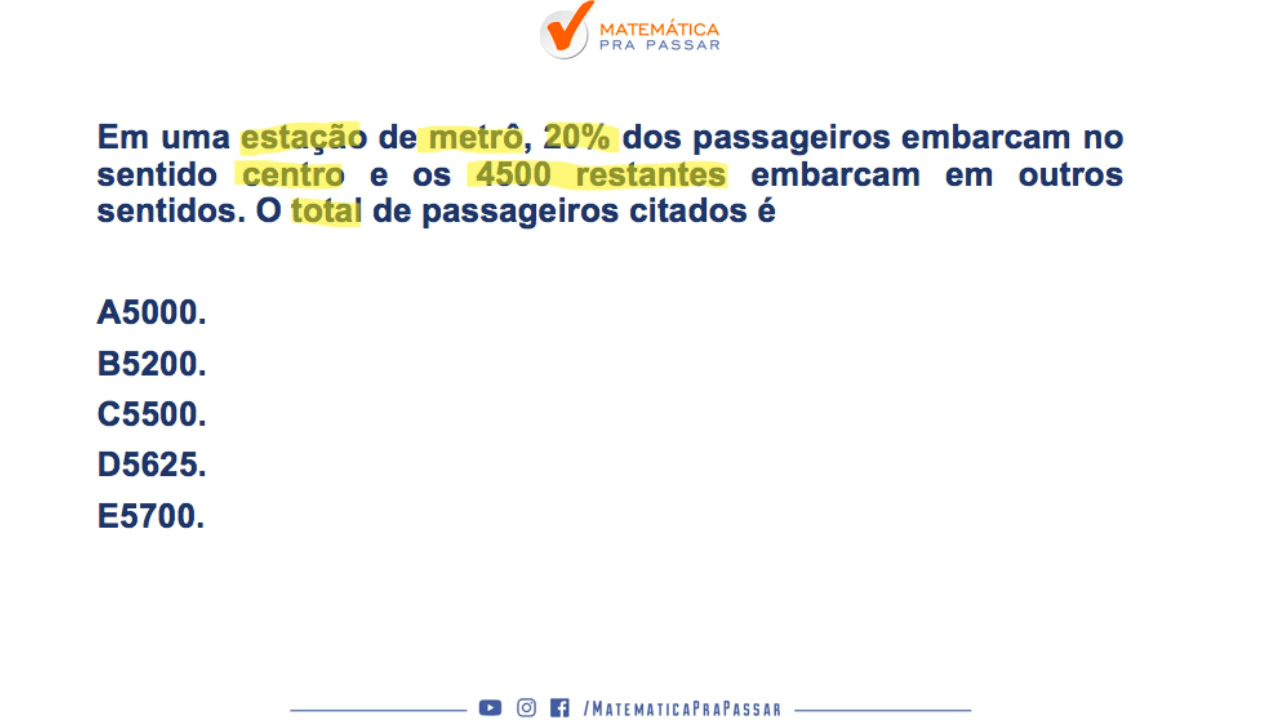 MATEMÁTICA
PRA PASSAR
Em uma estação de metrô, 20% dos passageiros embarcam no
sentido centro e os 4500 restantes embarcam em outros
sentidos. O total de passageiros citados é
A5000.
B5200.
C5500.
D5625.
E5700.
/MATEMATICAPRAPASSAR